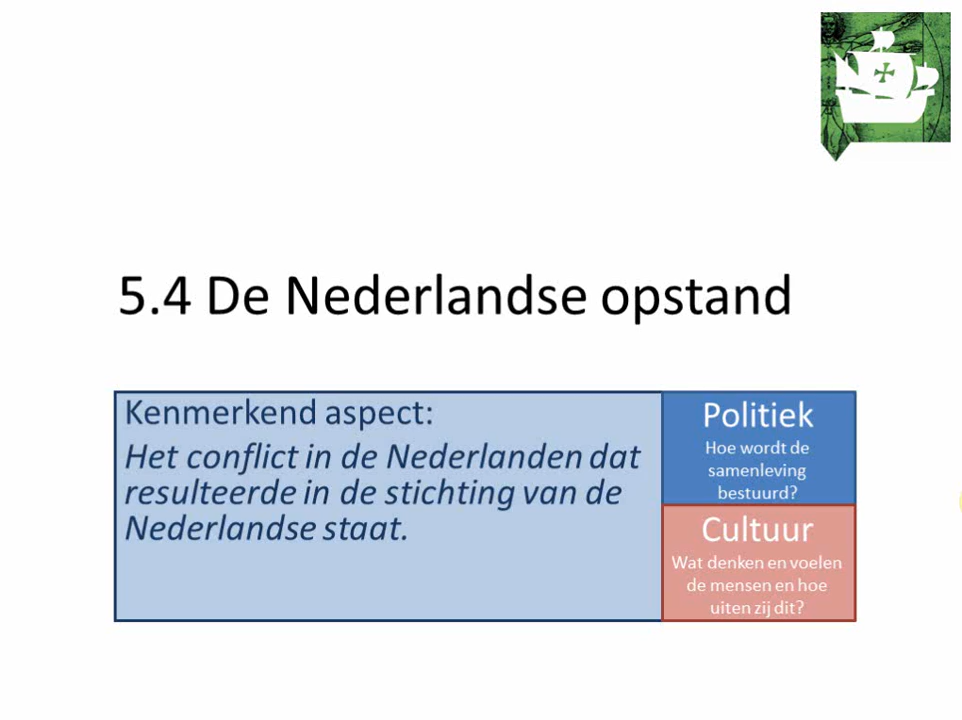 5.4 De Nederlandse opstand
Kenmerkend aspect:
Het conflict in de Nederlanden dat
resulteerde in de stichting van de
Nederlandse staat.
Politiek
Hoe wordt de
samenleving
bestuurd?
Cultuur
Wat denken en voelen
de mensen en hoe
uiten zij dit?